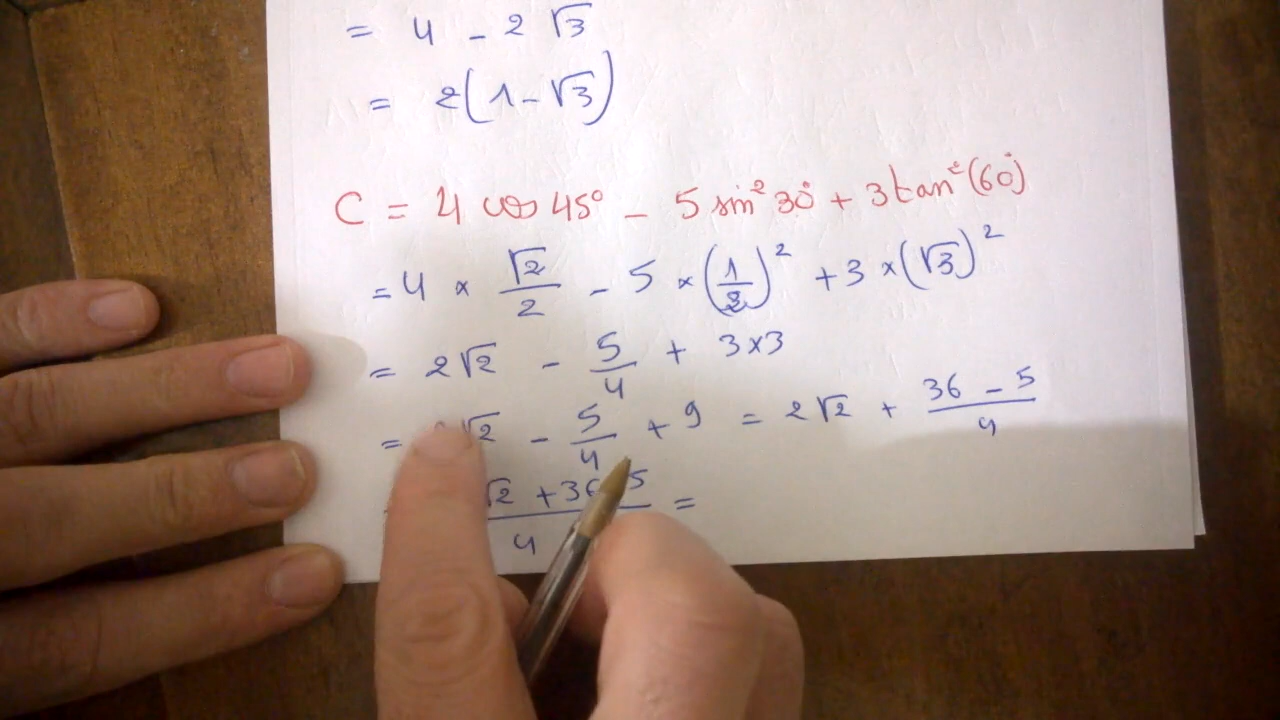 = 4 - 2 √3
= 2(1-√3)
C = 4 cos 45° - 5 sin² 30° + 3 tan² (60°)
= 4 × √2/2 - 5 × (1/2)² + 3 × (√3)²
= 2√2 - 5/4 + 3×3
= √2 - 5/4 + 9 = 2√2 + (36 - 5)/4
√2 + 36 5 / 4 =